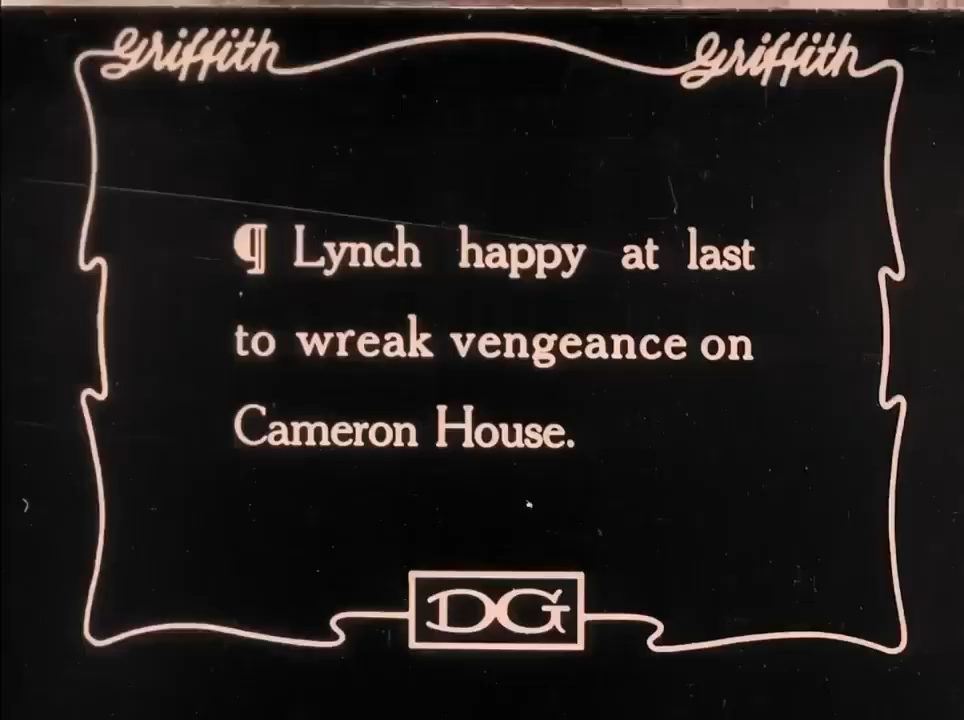 Griffith Griffith
¶ Lynch happy at last
to wreak vengeance on
Cameron House.
DG